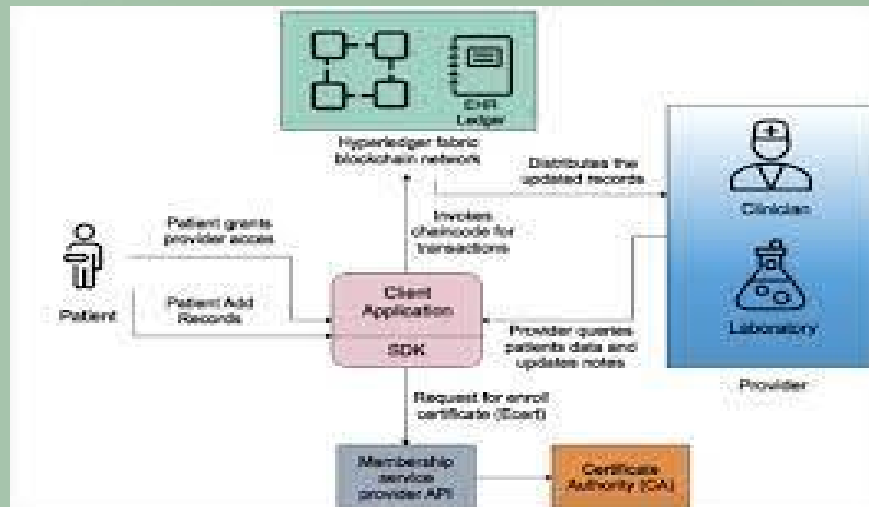 EHR
Ledger
Hyperledger fabric
blockchain network
Distributes the
updated records
Clinician
Laboratory
Provider
Patient grants
provider acces
Invokes
chaincode for
transactions
Patient
Patient Add
Records
Client
Application
SDK
Provider queries
patients data and
updates notes
Request for enroll
certificate (Ecert)
Membership
service
provider API
Certificate
Authority (CA)